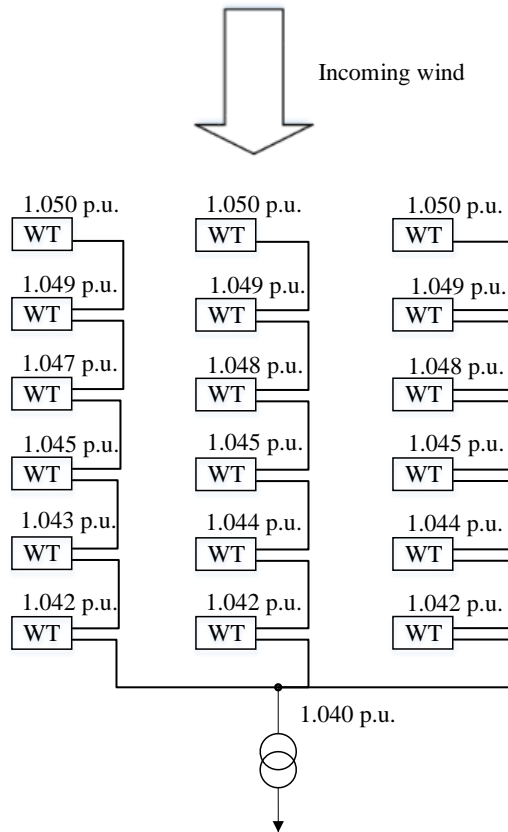 Incoming wind
1.050 p.u. 1.050 p.u. 1.050 p.u.
WT WT WT
1.049 p.u. 1.049 p.u. 1.049 p.u.
WT WT WT
1.047 p.u. 1.048 p.u. 1.048 p.u.
WT WT WT
1.045 p.u. 1.045 p.u. 1.045 p.u.
WT WT WT
1.043 p.u. 1.044 p.u. 1.044 p.u.
WT WT WT
1.042 p.u. 1.042 p.u. 1.042 p.u.
WT WT WT
1.040 p.u.